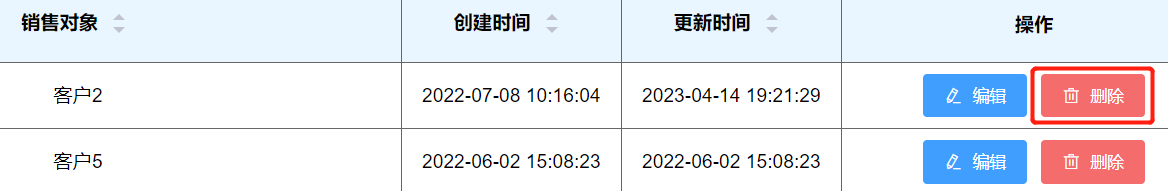 销售对象 创建时间 更新时间 操作
客户2 2022-07-08 10:16:04 2023-04-14 19:21:29 编辑 删除
客户5 2022-06-02 15:08:23 2022-06-02 15:08:23 编辑 删除